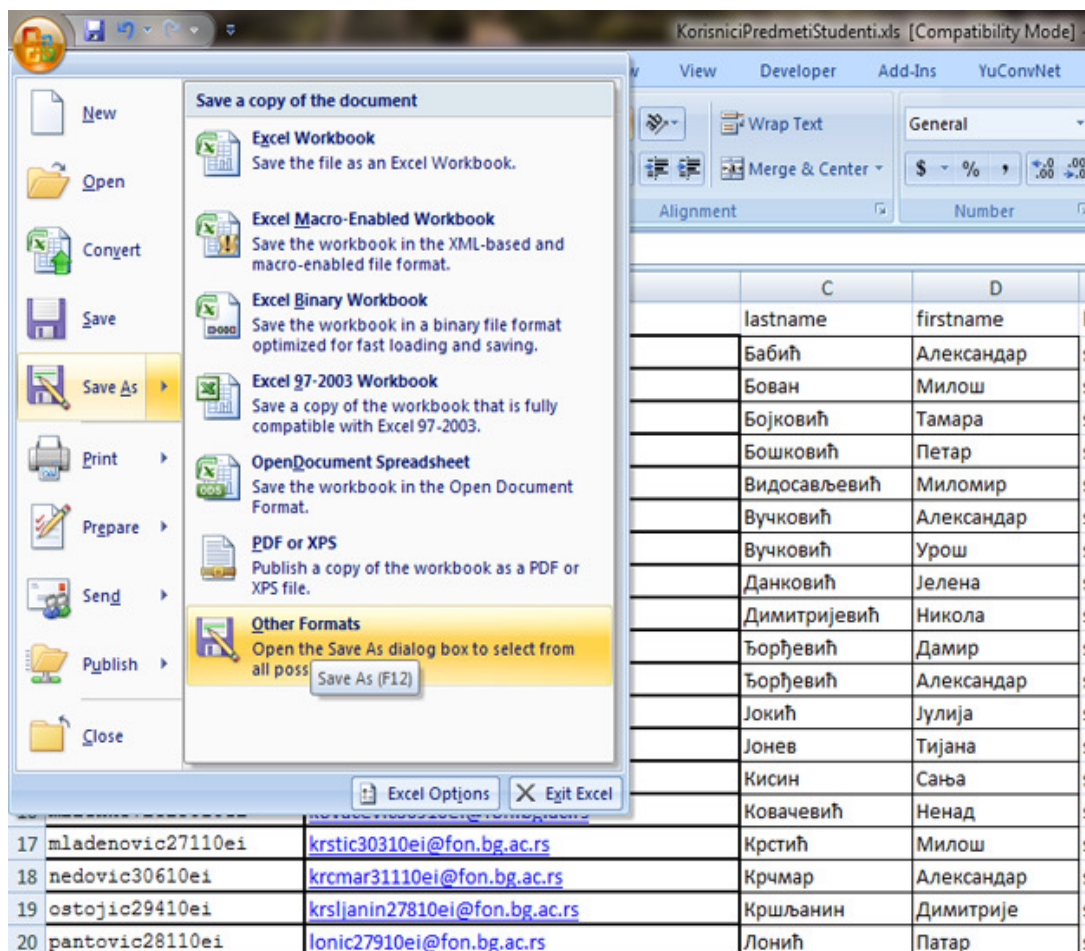 KorisniciPredmetiStudenti.xls [Compatibility Mode] -
View Developer Add-Ins YuConvNet
Wrap Text
General
Merge & Center
$ % ,
Alignment
Number
New
Open
Convert
Save
Save As
Print
Prepare
Send
Publish
Close
Save a copy of the document
Excel Workbook
Save the file as an Excel Workbook.
Excel Macro-Enabled Workbook
Save the workbook in the XML-based and
macro-enabled file format.
Excel Binary Workbook
Save the workbook in a binary file format
optimized for fast loading and saving.
Excel 97-2003 Workbook
Save a copy of the workbook that is fully
compatible with Excel 97-2003.
OpenDocument Spreadsheet
Save the workbook in the Open Document
Format.
PDF or XPS
Publish a copy of the workbook as a PDF or
XPS file.
Other Formats
Open the Save As dialog box to select from
all poss
Save As (F12)
Excel Options
Exit Excel
C D
lastname firstname
Бабић Александар
Бован Милош
Бојковић Тамара
Бошковић Петар
Видосављевић Миломир
Вучковић Александар
Вучковић Урош
Данковић Јелена
Димитријевић Никола
Ђорђевић Дамир
Ђорђевић Александар
Јокић Јулија
Јонев Тијана
Кисин Сања
Ковачевић Ненад
17 mladenovic27110ei krstic30310ei@fon.bg.ac.rs Крстић Милош
18 nedovic30610ei krcmar31110ei@fon.bg.ac.rs Крчмар Александар
19 ostojic29410ei krsljanin27810ei@fon.bg.ac.rs Кршљанин Димитрије
20 pantovic28110ei lonic27910ei@fon.bg.ac.rs Лонић Патар